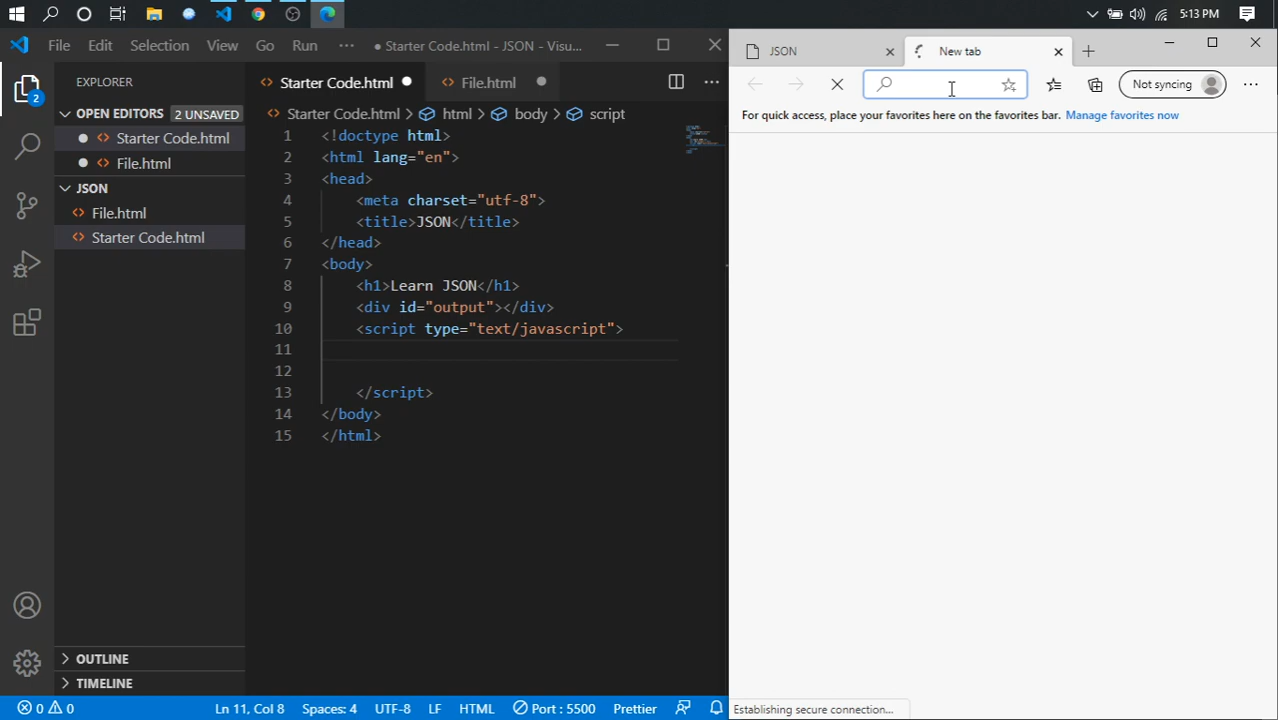 5:13 PM
File Edit Selection View Go Run ··· ● Starter Code.html - JSON - Visu...
EXPLORER
OPEN EDITORS 2 UNSAVED
Starter Code.html
File.html
JSON
File.html
Starter Code.html
OUTLINE
TIMELINE
2
Starter Code.html
File.html
Starter Code.html > html > body > script
1 <!doctype html>
2 <html lang="en">
3 <head>
4 <meta charset="utf-8">
5 <title>JSON</title>
6 </head>
7 <body>
8 <h1>Learn JSON</h1>
9 <div id="output"></div>
10 <script type="text/javascript">
11
12
13 </script>
14 </body>
15 </html>
0 0 Ln 11, Col 8 Spaces: 4 UTF-8 LF HTML Port : 5500 Prettier
JSON New tab
Not syncing
For quick access, place your favorites here on the favorites bar. Manage favorites now
Establishing secure connection...